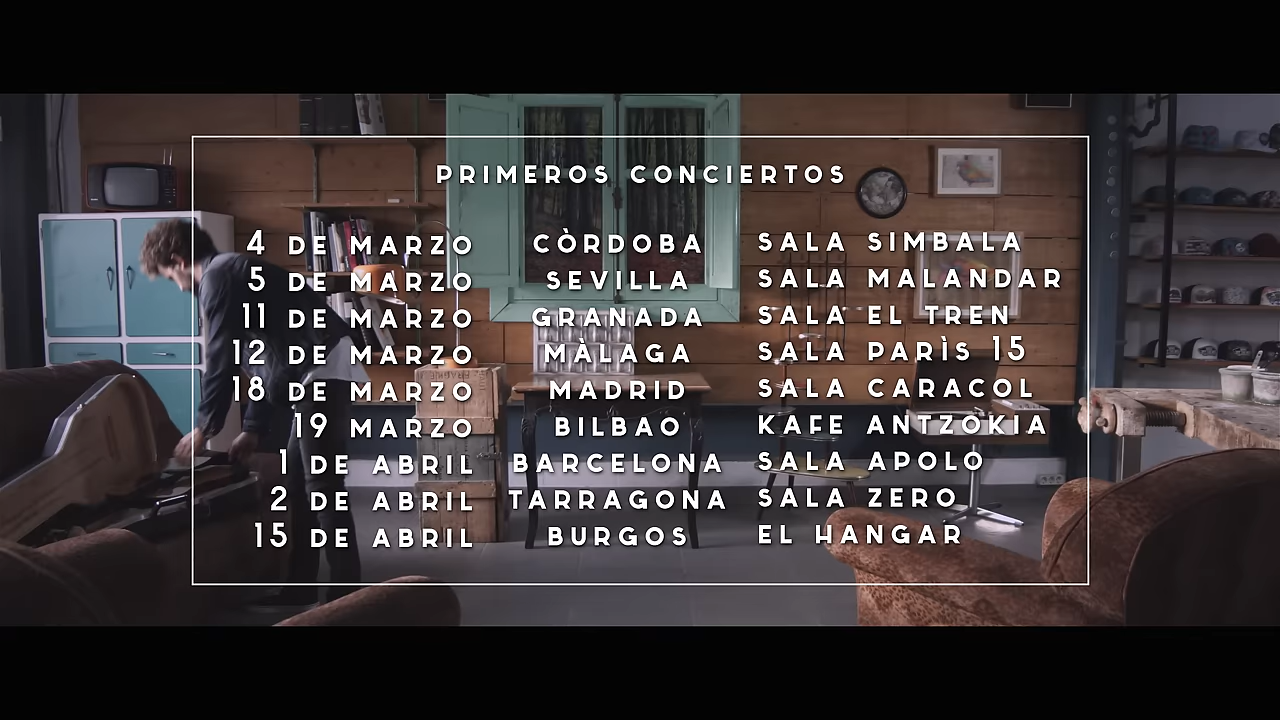 PRIMEROS CONCIERTOS
4 DE MARZO CÒRDOBA SALA SIMBALA
5 DE MARZO SEVILLA SALA MALANDAR
11 DE MARZO GRANADA SALA EL TREN
12 DE MARZO MÀLAGA SALA PARÌS 15
18 DE MARZO MADRID SALA CARACOL
19 MARZO BILBAO KAFE ANTZOKIA
1 DE ABRIL BARCELONA SALA APOLO
2 DE ABRIL TARRAGONA SALA ZERO
15 DE ABRIL BURGOS EL HANGAR